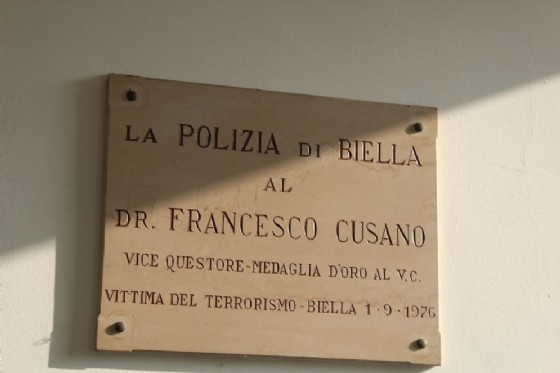 LA POLIZIA DI BIELLA
AL
DR. FRANCESCO CUSANO
VICE QUESTORE-MEDAGLIA D'ORO AL V.C.
VITTIMA DEL TERRORISMO-BIELLA 1·9·1976